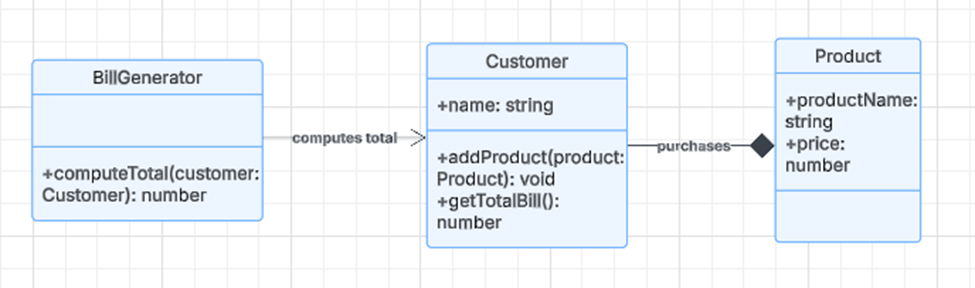 BillGenerator
+computeTotal(customer:
Customer): number
computes total
Customer
+name: string
+addProduct(product:
Product): void
+getTotalBill():
number
purchases
Product
+productName:
string
+price:
number